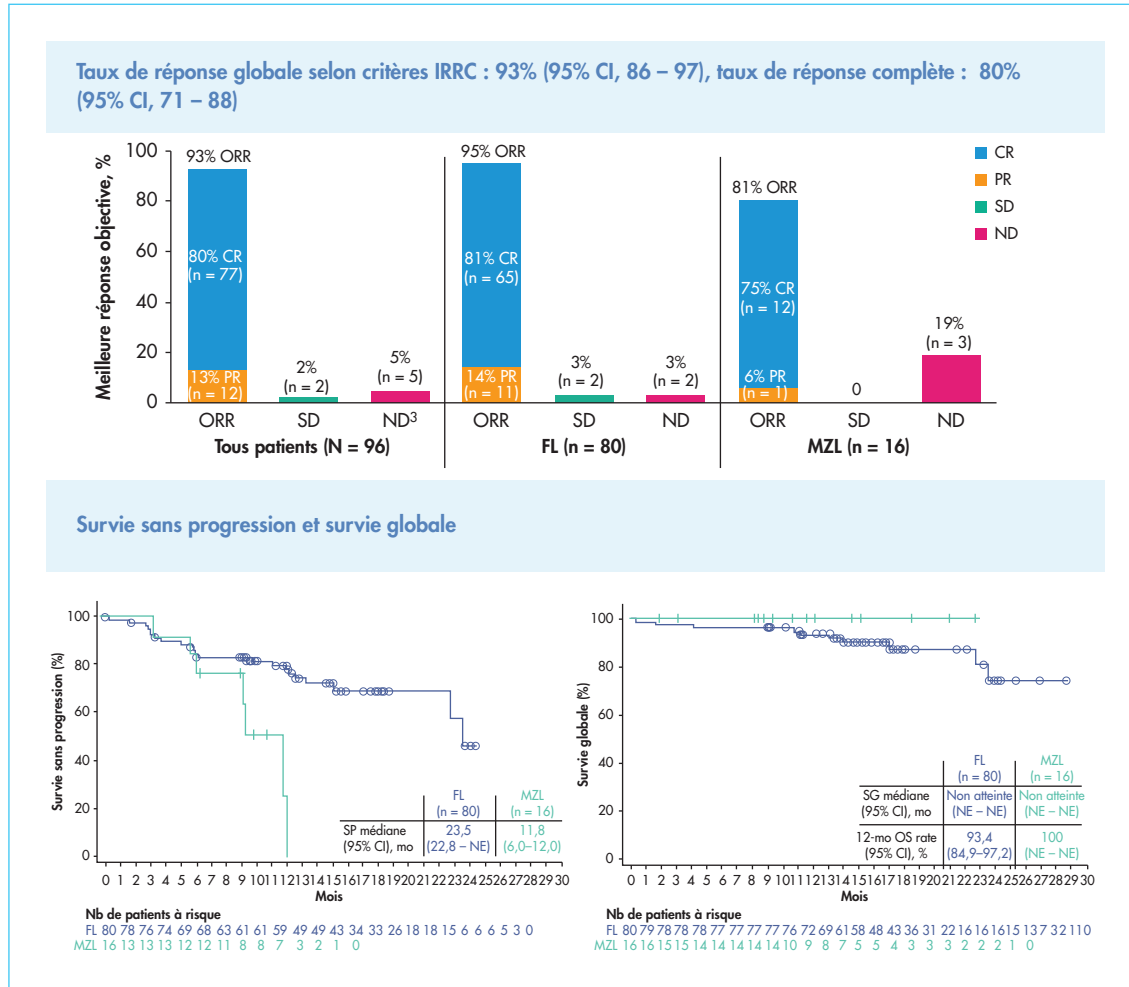 Taux de réponse globale selon critères IRRC : 93% (95% CI, 86 – 97), taux de réponse complète : 80%
(95% CI, 71 – 88)
Meilleure réponse objective, %
100
80
60
40
20
0
93% ORR
80% CR
(n = 77)
13% PR
(n = 12)
2%
(n = 2)
5%
(n = 5)
ORR SD ND3
Tous patients (N = 96)
95% ORR
81% CR
(n = 65)
14% PR
(n = 11)
3%
(n = 2)
3%
(n = 2)
ORR SD ND
FL (n = 80)
81% ORR
75% CR
(n = 12)
6% PR
(n = 1)
0
19%
(n = 3)
ORR SD ND
MZL (n = 16)
CR
PR
SD
ND
Survie sans progression et survie globale
Survie sans progression (%)
100
80
60
40
20
0
FL
(n = 80)
MZL
(n = 16)
SP médiane
(95% CI), mo
23,5
(22,8 – NE)
11,8
(6,0–12,0)
0 1 2 3 4 5 6 7 8 9 10 11 12 13 14 15 16 17 18 19 20 21 22 23 24 25 26 27 28 29 30
Mois
Nb de patients à risque
FL 80 78 76 74 69 68 63 61 61 59 49 49 43 34 33 26 18 18 15 6 6 6 5 3 0
MZL 16 13 13 13 12 12 11 8 8 7 3 2 1 0
Survie globale (%)
100
80
60
40
20
0
FL
(n = 80)
MZL
(n = 16)
SG médiane
(95% CI), mo
Non atteinte
(NE – NE)
Non atteinte
(NE – NE)
12-mo OS rate
(95% CI), %
93,4
(84,9–97,2)
100
(NE – NE)
0 1 2 3 4 5 6 7 8 9 10 11 12 13 14 15 16 17 18 19 20 21 22 23 24 25 26 27 28 29 30
Mois
Nb de patients à risque
FL 80 79 78 78 78 77 77 77 77 77 76 72 69 61 58 48 43 36 31 22 16 16 16 15 13 7 32 110
MZL 16 16 15 15 14 14 14 14 14 10 9 8 7 5 5 4 3 3 3 2 2 2 1 0